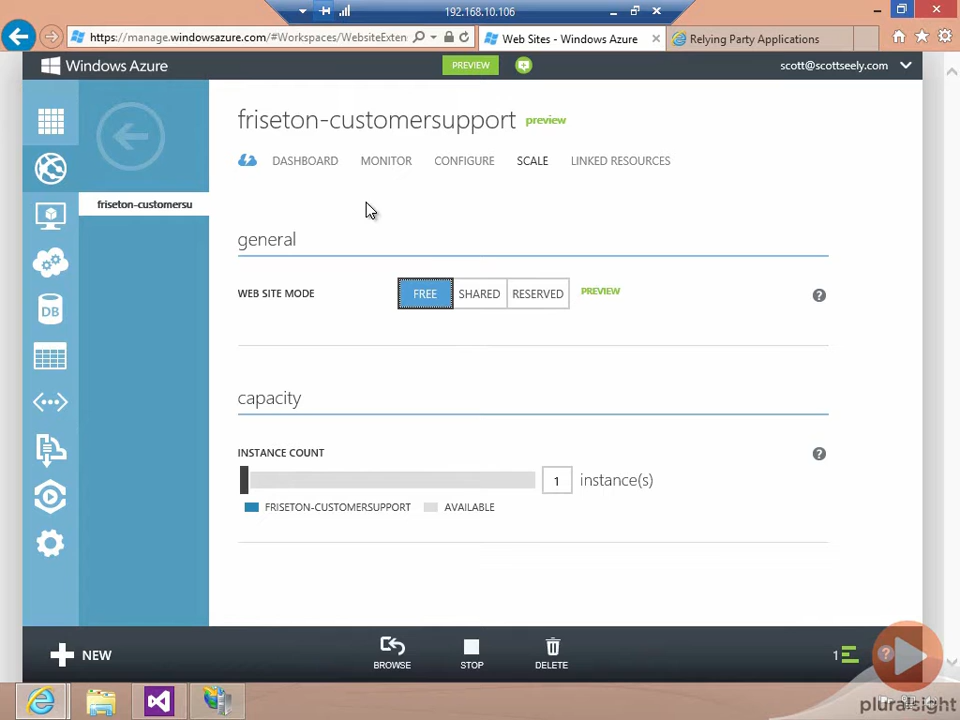 192.168.10.106
https://manage.windowsazure.com/#Workspaces/WebsiteExten
Web Sites - Windows Azure
Relying Party Applications
Windows Azure
PREVIEW
scott@scottseely.com
friseton-customersupport preview
DASHBOARD MONITOR CONFIGURE SCALE LINKED RESOURCES
friseton-customersu
general
WEB SITE MODE
FREE SHARED RESERVED PREVIEW
?
capacity
INSTANCE COUNT
?
1 instance(s)
FRISETON-CUSTOMERSUPPORT AVAILABLE
DB
NEW
BROWSE
STOP
DELETE
1
?
pluralsight